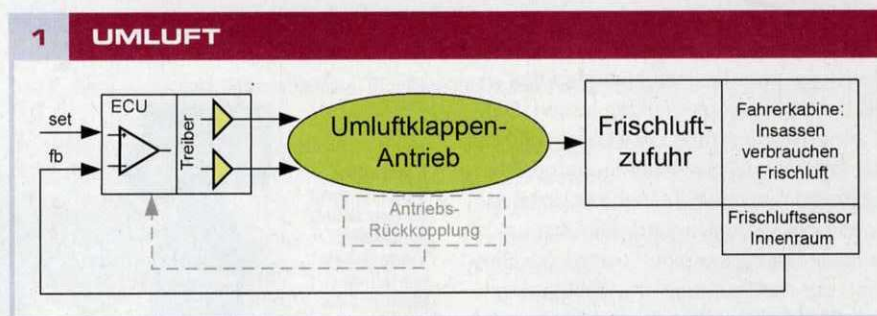 1 UMLUFT
set
fb
ECU
Treiber
Umluftklappen-
Antrieb
Antriebs-
Rückkopplung
Frischluft-
zufuhr
Fahrerkabine:
Insassen
verbrauchen
Frischluft
Frischluftsensor
Innenraum